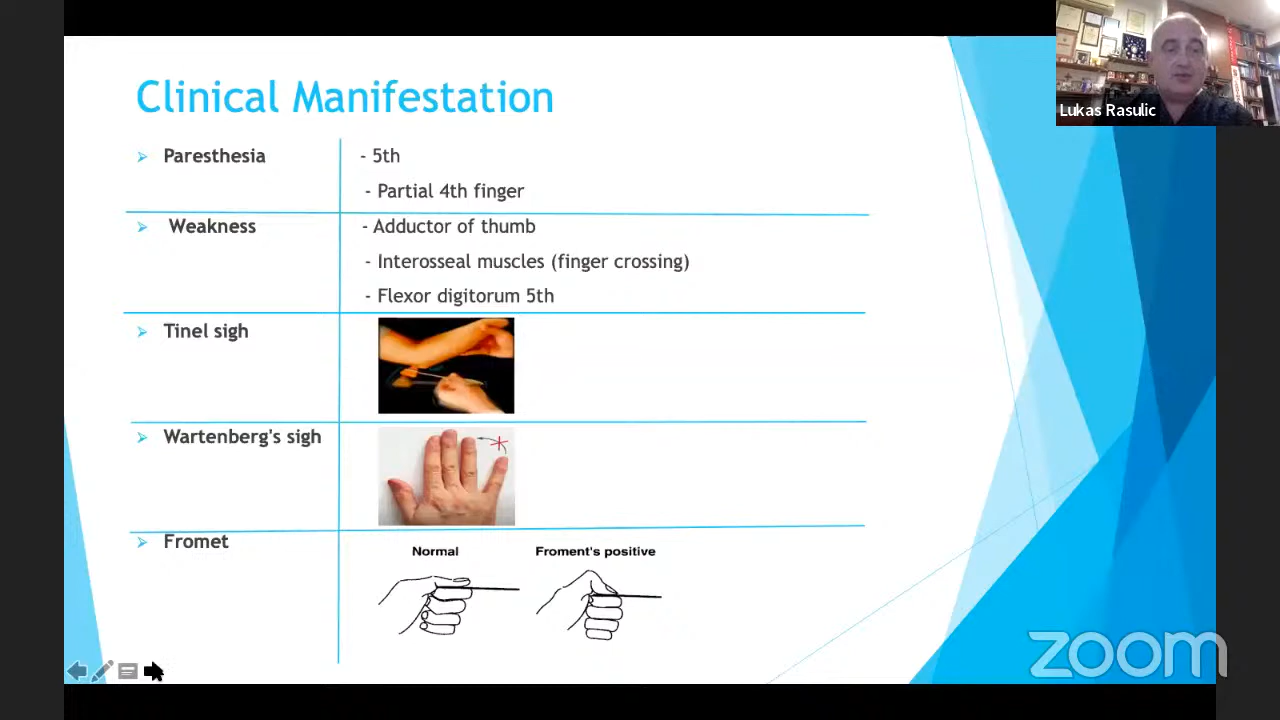 Lukas Rasulic
Clinical Manifestation
➢ Paresthesia
- 5th
- Partial 4th finger
➢ Weakness
- Adductor of thumb
- Interosseal muscles (finger crossing)
- Flexor digitorum 5th
➢ Tinel sigh
➢ Wartenberg's sigh
➢ Fromet
Normal
Froment's positive
zoom